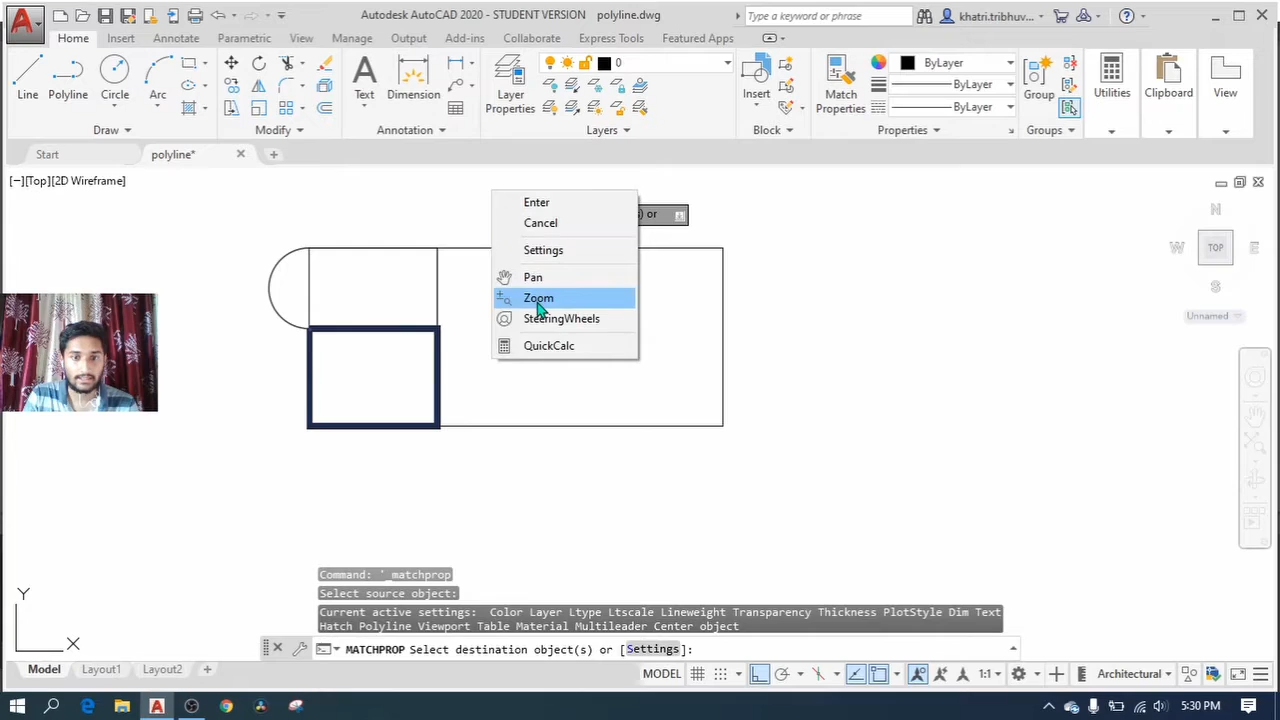 Autodesk AutoCAD 2020 - STUDENT VERSION polyline.dwg
Type a keyword or phrase
khatri.tribhuv...
Home Insert Annotate Parametric View Manage Output Add-ins Collaborate Express Tools Featured Apps
Line Polyline Circle Arc
Text Dimension
Layer
Properties
0
Insert
Match
Properties
ByLayer
ByLayer
ByLayer
Group
Utilities
Clipboard
View
Draw Modify Annotation Layers Block Properties Groups
Start polyline*
[−][Top][2D Wireframe]
N
W TOP E
S
Unnamed
s) or
Enter
Cancel
Settings
Pan
Zoom
SteeringWheels
QuickCalc
Command: '_matchprop
Select source object:
Current active settings: Color Layer Ltype Ltscale Lineweight Transparency Thickness PlotStyle Dim Text
Hatch Polyline Viewport Table Material Multileader Center object
MATCHPROP Select destination object(s) or [Settings]:
Y
X
Model Layout1 Layout2 +
MODEL 1:1 Architectural
5:30 PM